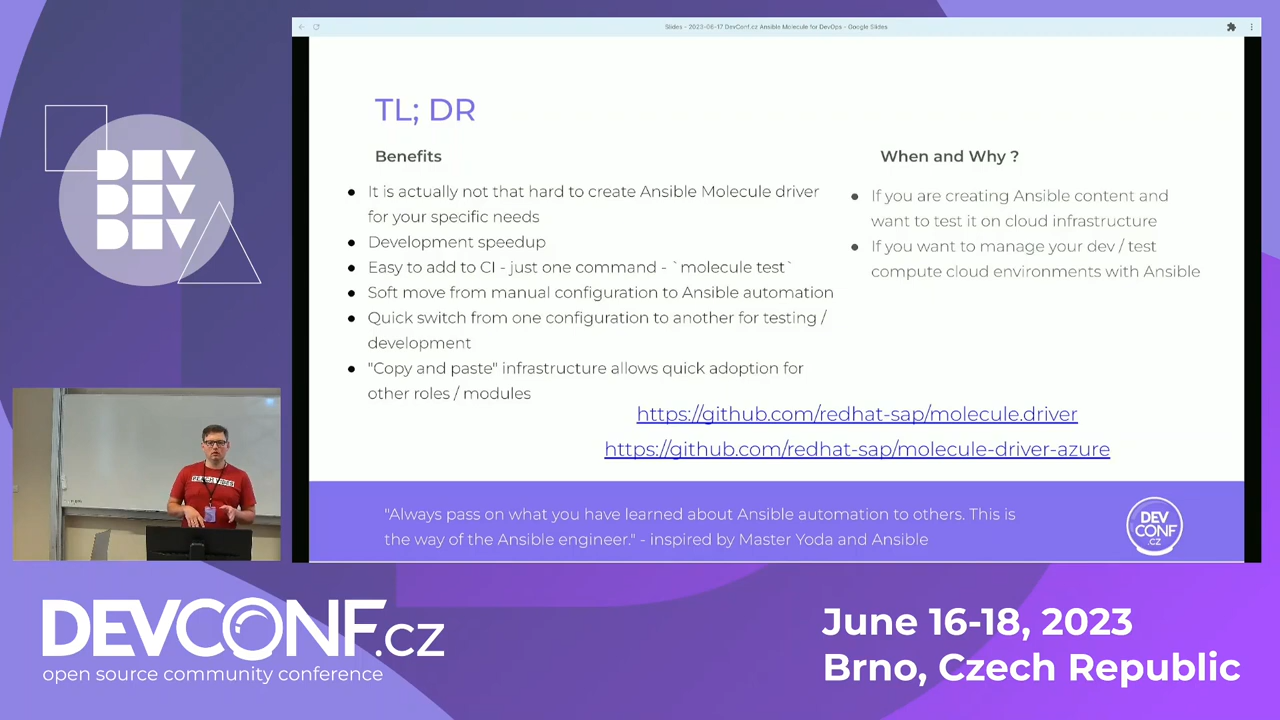 Slides - 2023-06-17 DevConf.cz Ansible Molecule for DevOps - Google Slides
TL; DR
Benefits
It is actually not that hard to create Ansible Molecule driver
for your specific needs
Development speedup
Easy to add to CI - just one command - `molecule test`
Soft move from manual configuration to Ansible automation
Quick switch from one configuration to another for testing /
development
"Copy and paste" infrastructure allows quick adoption for
other roles / modules
When and Why ?
If you are creating Ansible content and
want to test it on cloud infrastructure
If you want to manage your dev / test
compute cloud environments with Ansible
https://github.com/redhat-sap/molecule.driver
https://github.com/redhat-sap/molecule-driver-azure
"Always pass on what you have learned about Ansible automation to others. This is
the way of the Ansible engineer." - inspired by Master Yoda and Ansible
DEV
CONF
.CZ
DEV
DEV
DEV
DEVCONF.cz
open source community conference
June 16-18, 2023
Brno, Czech Republic